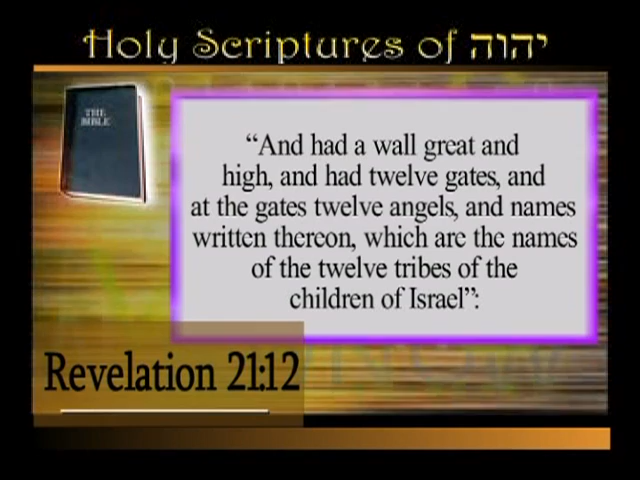 Holy Scriptures of יהוה
THE
BIBLE
“And had a wall great and
high, and had twelve gates, and
at the gates twelve angels, and names
written thereon, which are the names
of the twelve tribes of the
children of Israel”:
Revelation 21:12